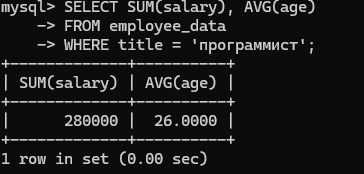 mysql> SELECT SUM(salary), AVG(age)
    -> FROM employee_data
    -> WHERE title = 'программист';
+-------------+----------+
| SUM(salary) | AVG(age) |
+-------------+----------+
|      280000 |  26.0000 |
+-------------+----------+
1 row in set (0.00 sec)